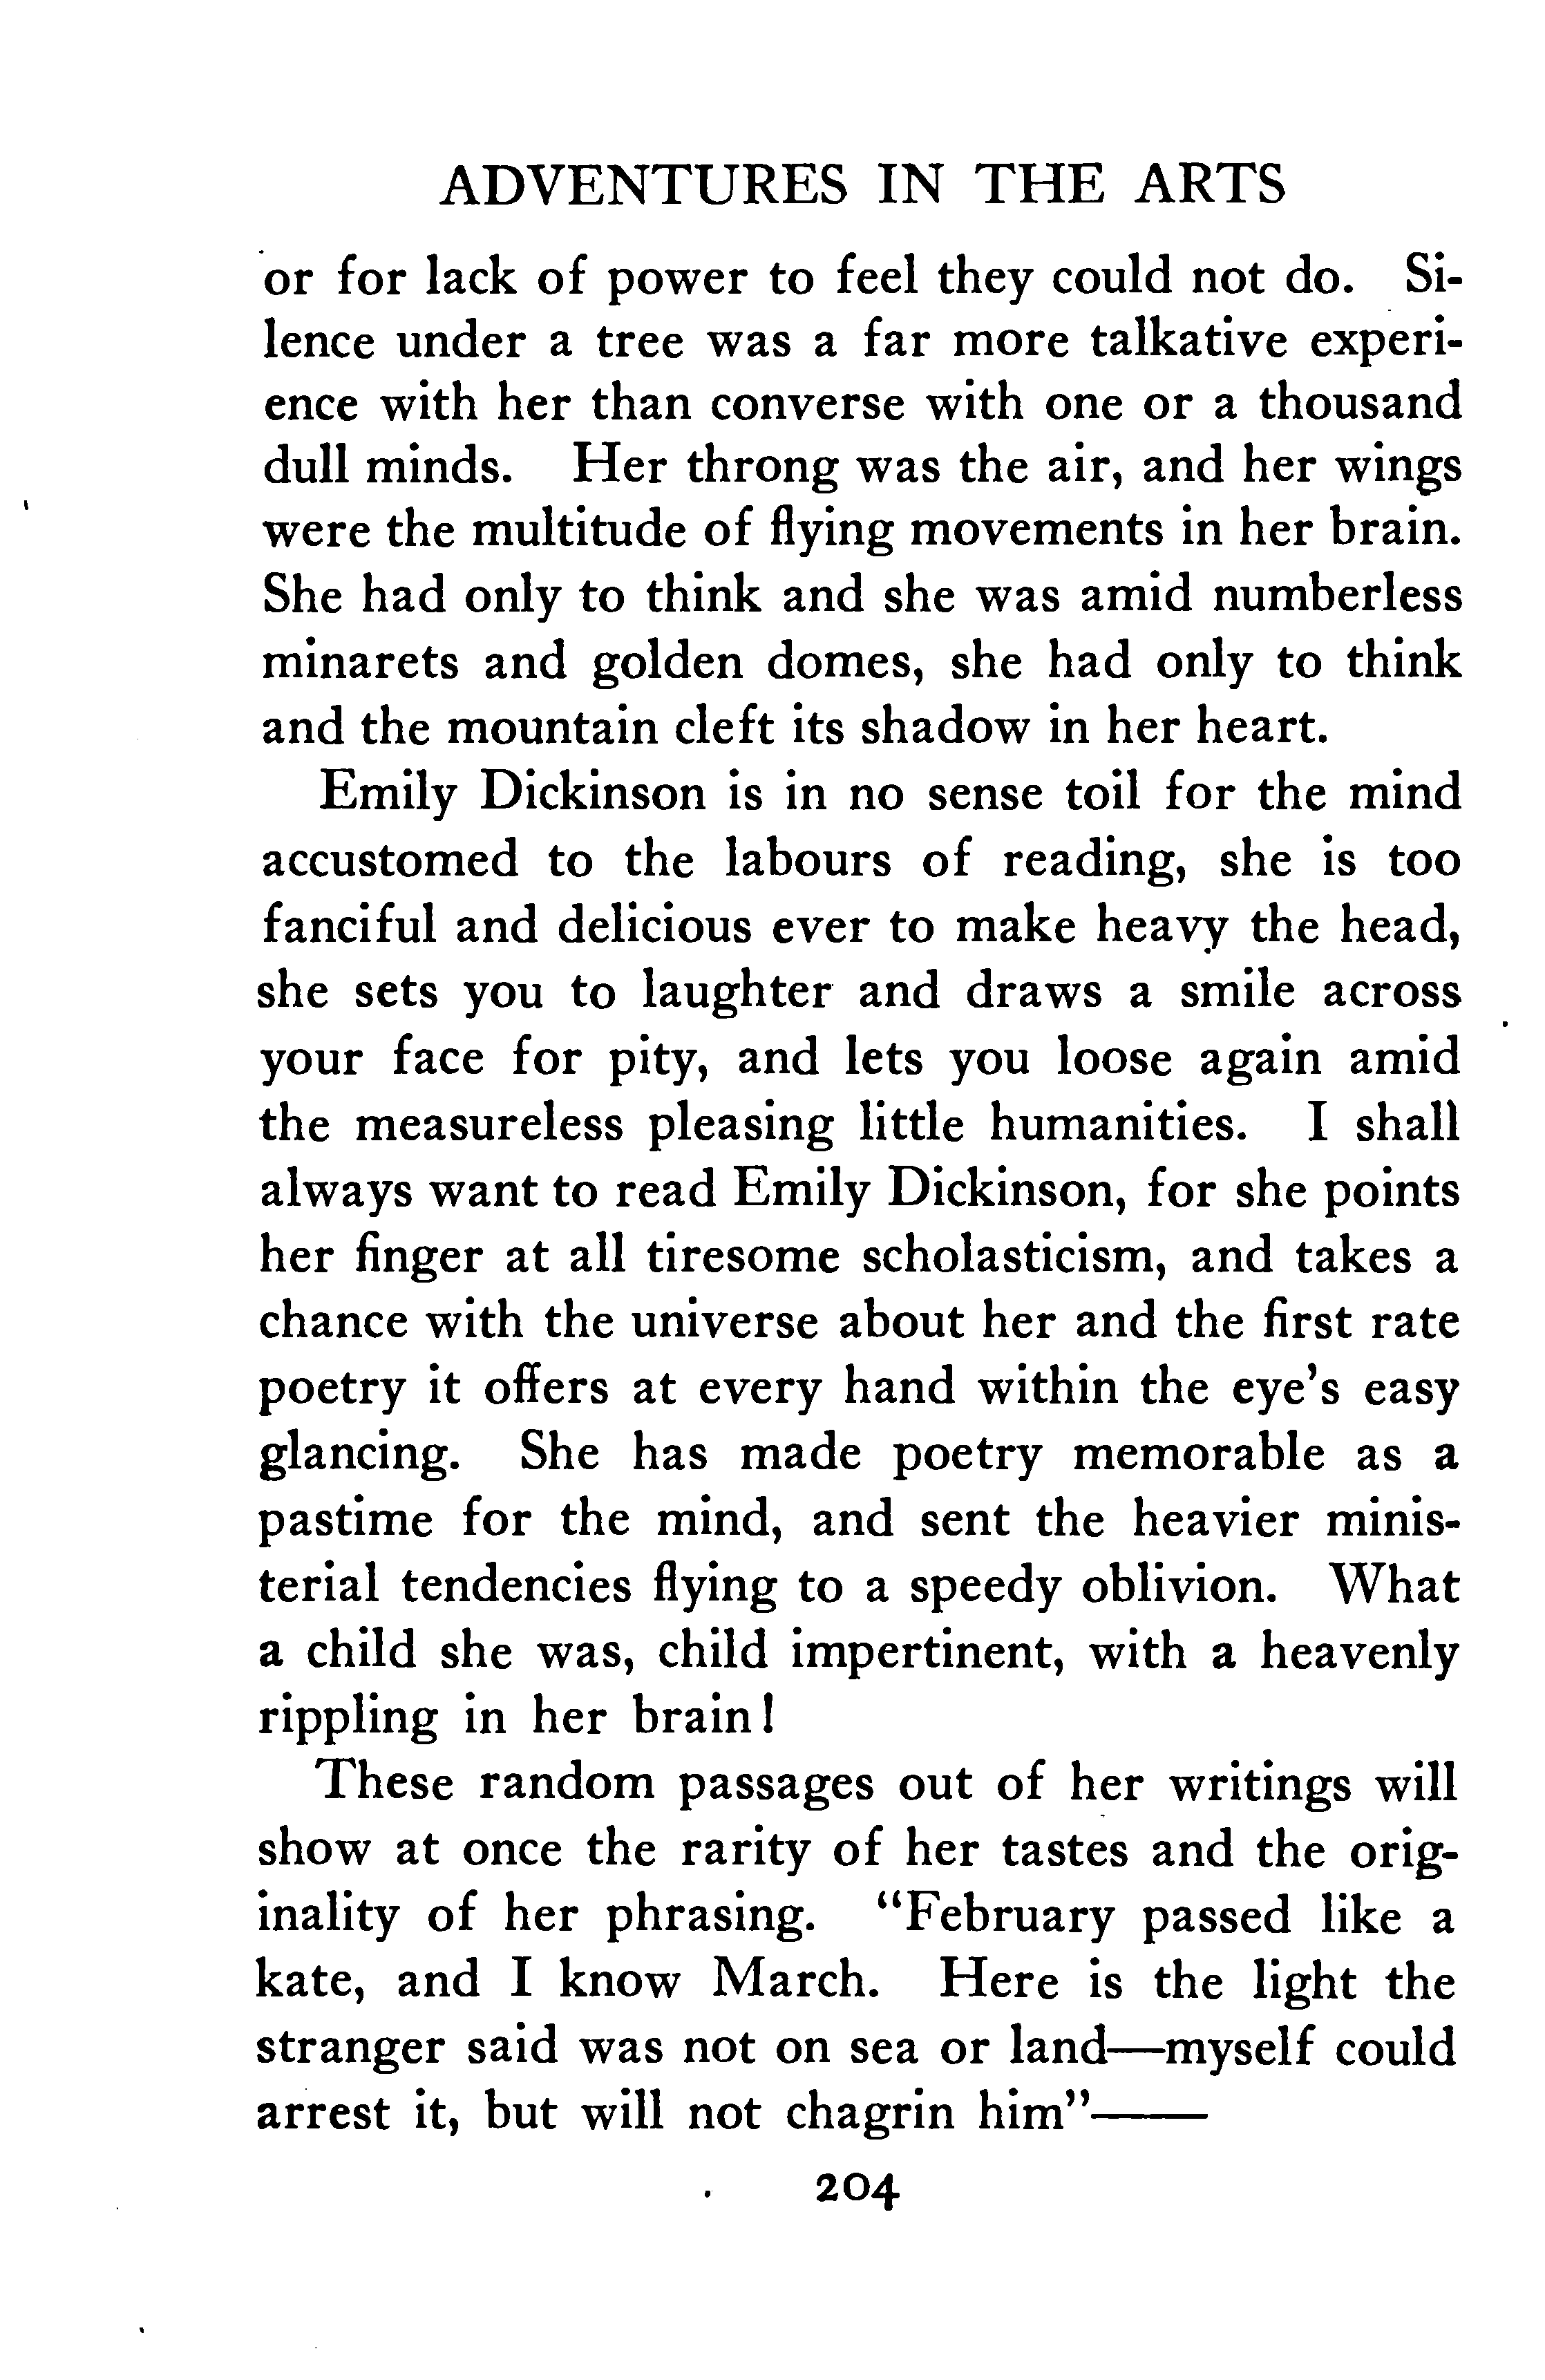 ADVENTURES IN THE ARTS
or for lack of power to feel they could not do. Si-
lence under a tree was a far more talkative experi-
ence with her than converse with one or a thousand
dull minds. Her throng was the air, and her wings
were the multitude of flying movements in her brain.
She had only to think and she was amid numberless
minarets and golden domes, she had only to think
and the mountain cleft its shadow in her heart.
Emily Dickinson is in no sense toil for the mind
accustomed to the labours of reading, she is too
fanciful and delicious ever to make heavy the head,
she sets you to laughter and draws a smile across
your face for pity, and lets you loose again amid
the measureless pleasing little humanities. I shall
always want to read Emily Dickinson, for she points
her finger at all tiresome scholasticism, and takes a
chance with the universe about her and the first rate
poetry it offers at every hand within the eye's easy
glancing. She has made poetry memorable as a
pastime for the mind, and sent the heavier minis-
terial tendencies flying to a speedy oblivion. What
a child she was, child impertinent, with a heavenly
rippling in her brain!
These random passages out of her writings will
show at once the rarity of her tastes and the orig-
inality of her phrasing. "February passed like a
kate, and I know March. Here is the light the
stranger said was not on sea or land—myself could
arrest it, but will not chagrin him"——
204